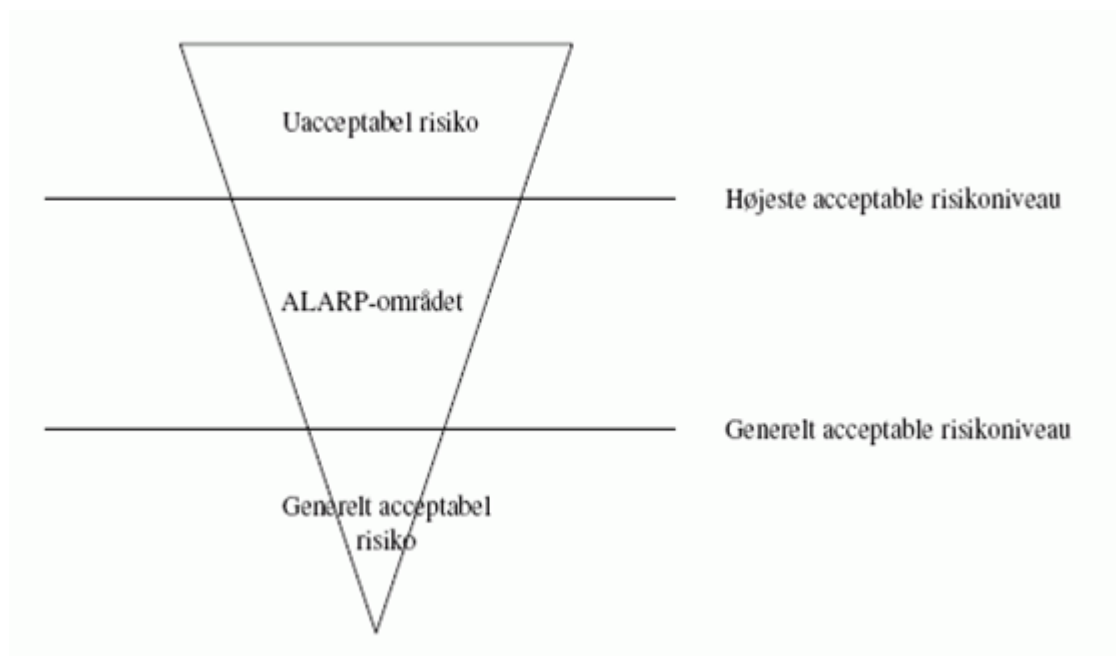 Uacceptabel risiko
Højeste acceptable risikoniveau
ALARP-området
Generelt acceptable risikoniveau
Generelt acceptabel
risiko